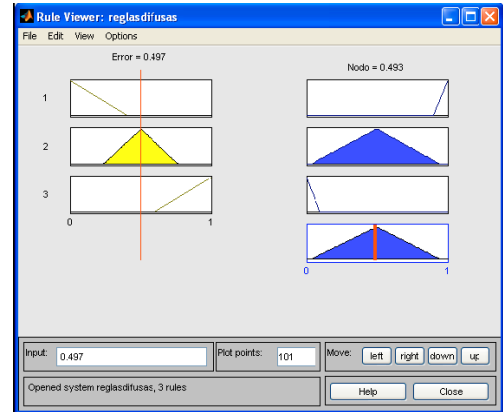 Rule Viewer: reglasdifusas
File Edit View Options
Error = 0.497
Nodo = 0.493
1
2
3
0 1
0 1
Input: 0.497 Plot points: 101 Move: left right down up
Opened system reglasdifusas, 3 rules
Help Close